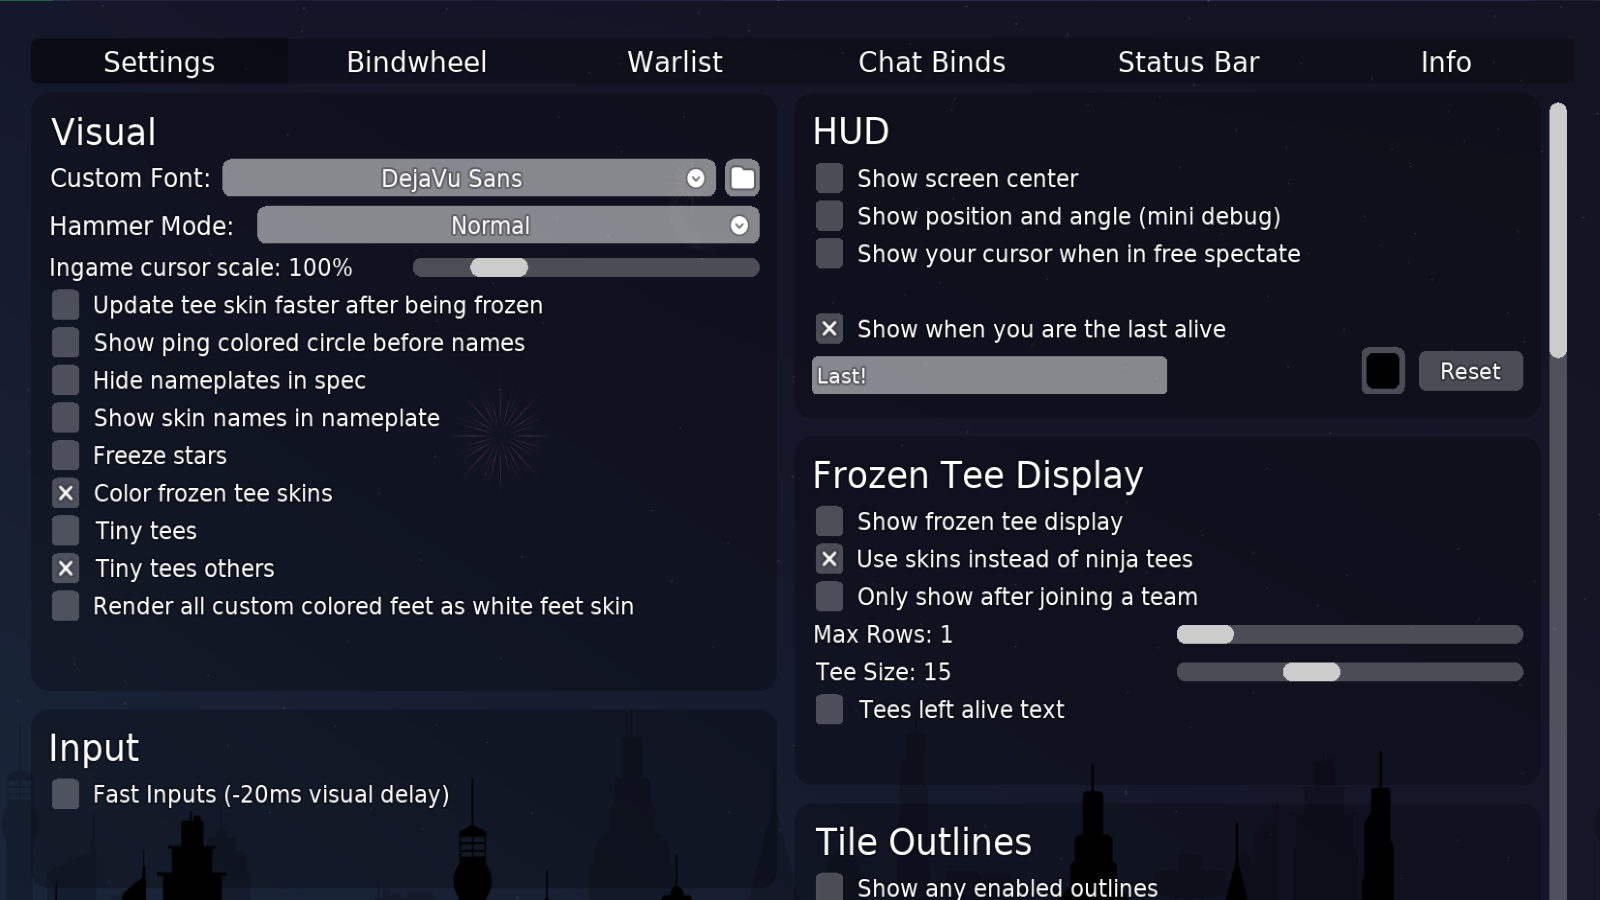 Settings
Bindwheel
Warlist
Chat Binds
Status Bar
Info
Visual
Custom Font:
DejaVu Sans
Hammer Mode:
Normal
Ingame cursor scale: 100%
Update tee skin faster after being frozen
Show ping colored circle before names
Hide nameplates in spec
Show skin names in nameplate
Freeze stars
Color frozen tee skins
Tiny tees
Tiny tees others
Render all custom colored feet as white feet skin
Input
Fast Inputs (-20ms visual delay)
HUD
Show screen center
Show position and angle (mini debug)
Show your cursor when in free spectate
Show when you are the last alive
Last!
Reset
Frozen Tee Display
Show frozen tee display
Use skins instead of ninja tees
Only show after joining a team
Max Rows: 1
Tee Size: 15
Tees left alive text
Tile Outlines
Show any enabled outlines